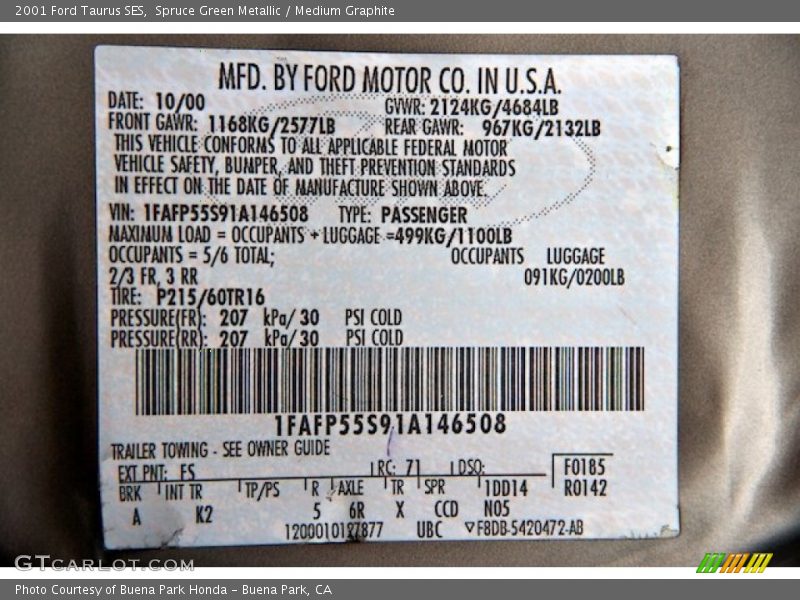 2001 Ford Taurus SES, Spruce Green Metallic / Medium Graphite
MFD. BY FORD MOTOR CO. IN U.S.A.
DATE: 10/00 GVWR: 2124KG/4684LB
FRONT GAWR: 1168KG/2577LB REAR GAWR: 967KG/2132LB
THIS VEHICLE CONFORMS TO ALL APPLICABLE FEDERAL MOTOR
VEHICLE SAFETY, BUMPER, AND THEFT PREVENTION STANDARDS
IN EFFECT ON THE DATE OF MANUFACTURE SHOWN ABOVE.
VIN: 1FAFP55S91A146508 TYPE: PASSENGER
MAXIMUM LOAD = OCCUPANTS + LUGGAGE =499KG/1100LB
OCCUPANTS = 5/6 TOTAL; OCCUPANTS LUGGAGE
2/3 FR, 3 RR 091KG/0200LB
TIRE: P215/60TR16
PRESSURE(FR): 207 kPa/ 30 PSI COLD
PRESSURE(RR): 207 kPa/ 30 PSI COLD
1FAFP55S91A146508
TRAILER TOWING - SEE OWNER GUIDE
EXT PNT: FS RC: 71 DSO: F0185
BRK INT TR TP/PS R AXLE TR SPR 1DD14 R0142
A K2 5 6R X CCD N05
1200010187877 UBC ▽F8DB-5420472-AB
GTCARLOT.COM
Photo Courtesy of Buena Park Honda - Buena Park, CA